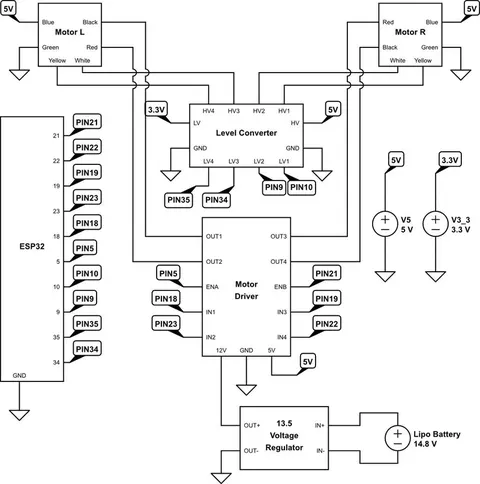 5V
5V
Blue Black
Motor L
Green Red
Yellow White
Red Blue
Motor R
Black Green
White Yellow
3.3V
5V
HV4 HV3 HV2 HV1
LV HV
Level Converter
GND GND
LV4 LV3 LV2 LV1
PIN35 PIN34 PIN9 PIN10
ESP32
21 PIN21
22 PIN22
19 PIN19
23 PIN23
18 PIN18
5 PIN5
10 PIN10
9 PIN9
35 PIN35
34 PIN34
GND
OUT1 OUT3
OUT2 OUT4
Motor
Driver
PIN5 ENA ENB PIN21
PIN18 IN1 IN3 PIN19
PIN23 IN2 IN4 PIN22
12V GND 5V
5V
5V
V5
5 V
3.3V
V3_3
3.3 V
OUT+ IN+
13.5
Voltage
Regulator
OUT- IN-
Lipo Battery
14.8 V